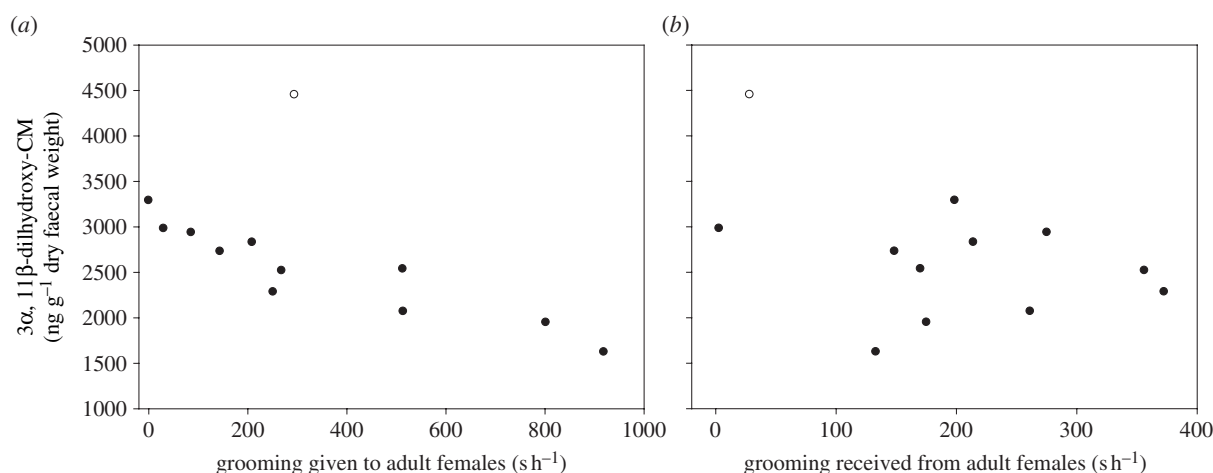 (a)
(b)
3α, 11β-dilhydroxy-CM
(ng g⁻¹ dry faecal weight)
5000
4500
4000
3500
3000
2500
2000
1500
1000
0 200 400 600 800 1000
0 100 200 300 400
grooming given to adult females (s h⁻¹)
grooming received from adult females (s h⁻¹)